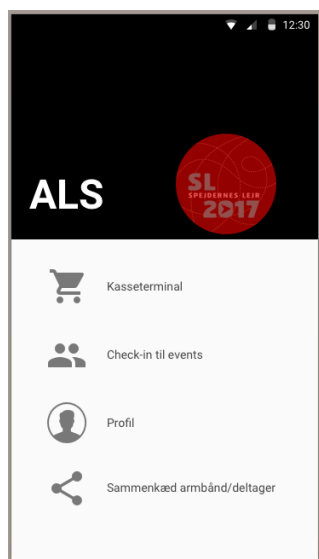 12:30
ALS
SL
SPEJDERNES LEJR
2017
Kasseterminal
Check-in til events
Profil
Sammenkæd armbånd/deltager